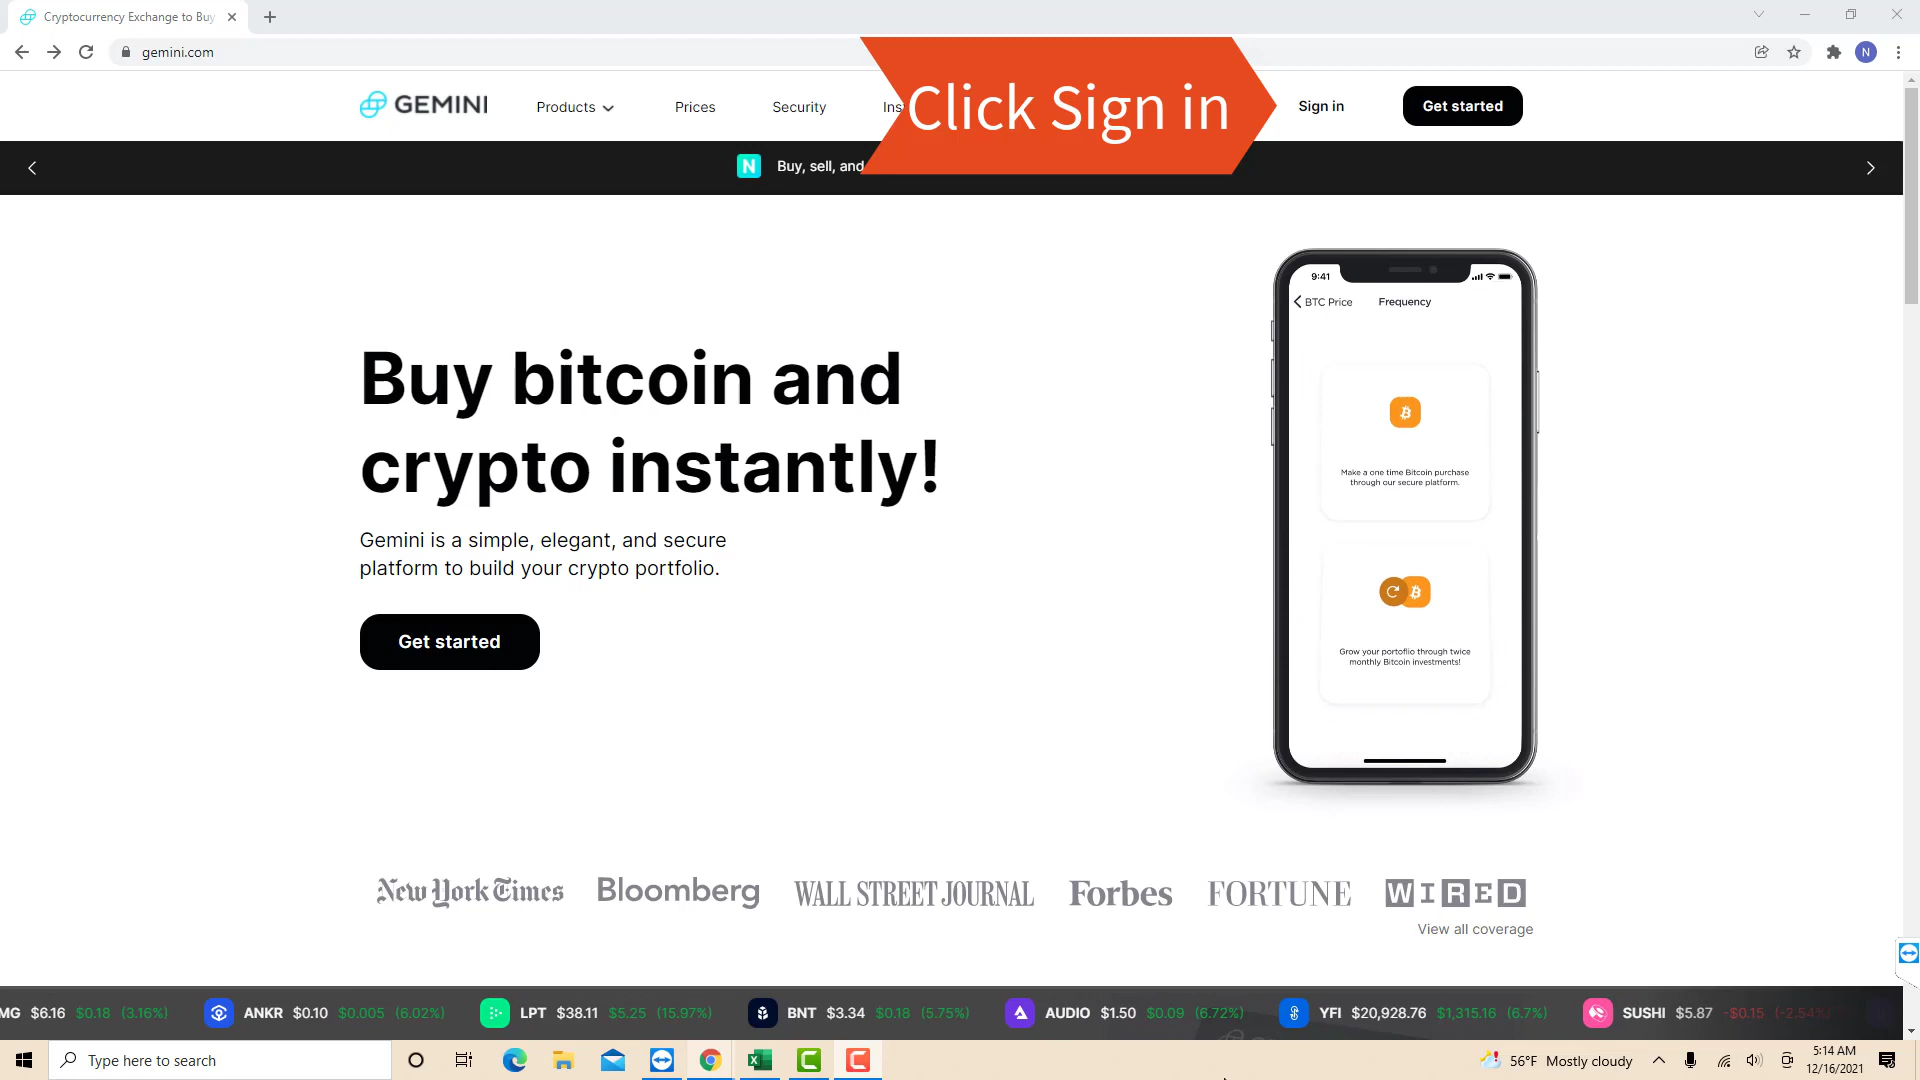 Cryptocurrency Exchange to Buy
gemini.com
N
GEMINI
Products
Prices
Security
Ins
Click Sign in
Sign in
Get started
N
Buy, sell, and
9:41
BTC Price
Frequency
Make a one time Bitcoin purchase
through our secure platform.
Grow your portoflio through twice
monthly Bitcoin investments!
Buy bitcoin and
crypto instantly!
Gemini is a simple, elegant, and secure
platform to build your crypto portfolio.
Get started
New York Times
Bloomberg
WALL STREET JOURNAL
Forbes
FORTUNE
WIRED
View all coverage
MG $6.16 $0.18 (3.16%)
ANKR $0.10 $0.005 (6.02%)
LPT $38.11 $5.25 (15.97%)
BNT $3.34 $0.18 (5.75%)
AUDIO $1.50 $0.09 (6.72%)
YFI $20,928.76 $1,315.16 (6.7%)
SUSHI $5.87 -$0.15 (-2.54%)
Type here to search
56°F Mostly cloudy
5:14 AM
12/16/2021